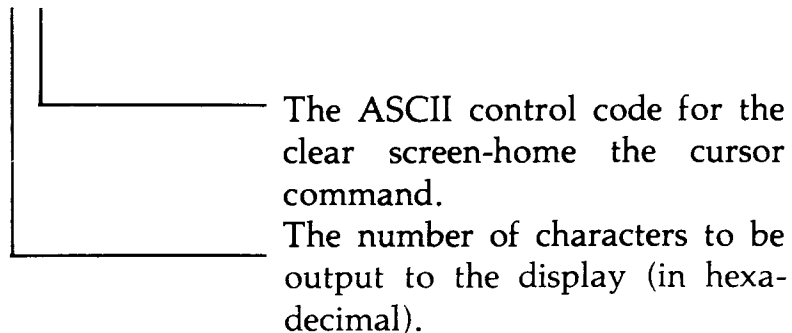 The ASCII control code for the
clear screen-home the cursor
command.
The number of characters to be
output to the display (in hexa-
decimal).